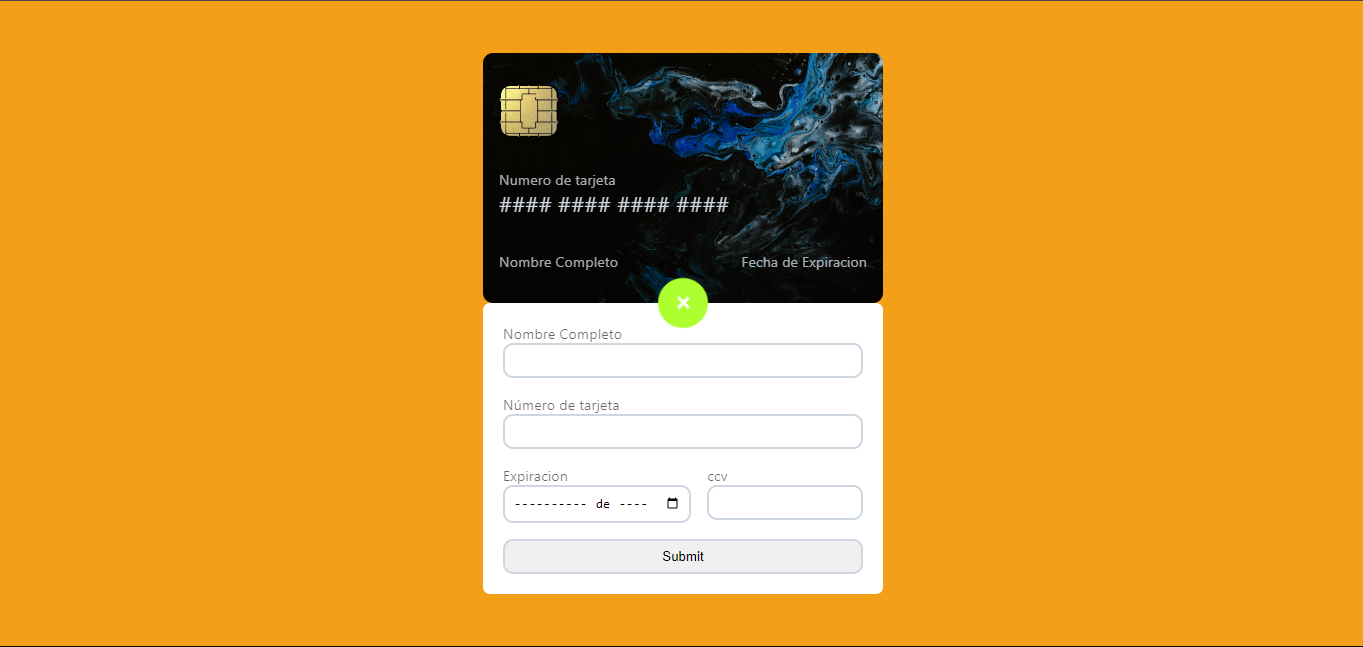 Numero de tarjeta
#### #### #### ####
Nombre Completo Fecha de Expiracion
Nombre Completo
Número de tarjeta
Expiracion ccv
---------- de ----
Submit